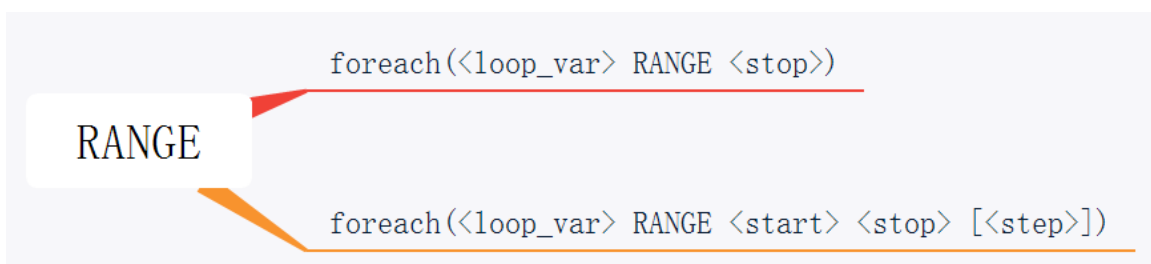 foreach(<loop_var> RANGE <stop>)
RANGE
foreach(<loop_var> RANGE <start> <stop> [<step>])